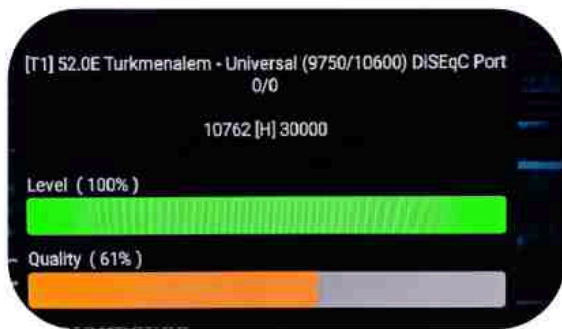 [T1] 52.0E Turkmenalem - Universal (9750/10600) DiSEqC Port
0/0
10762 [H] 30000
Level ( 100% )
Quality ( 61% )